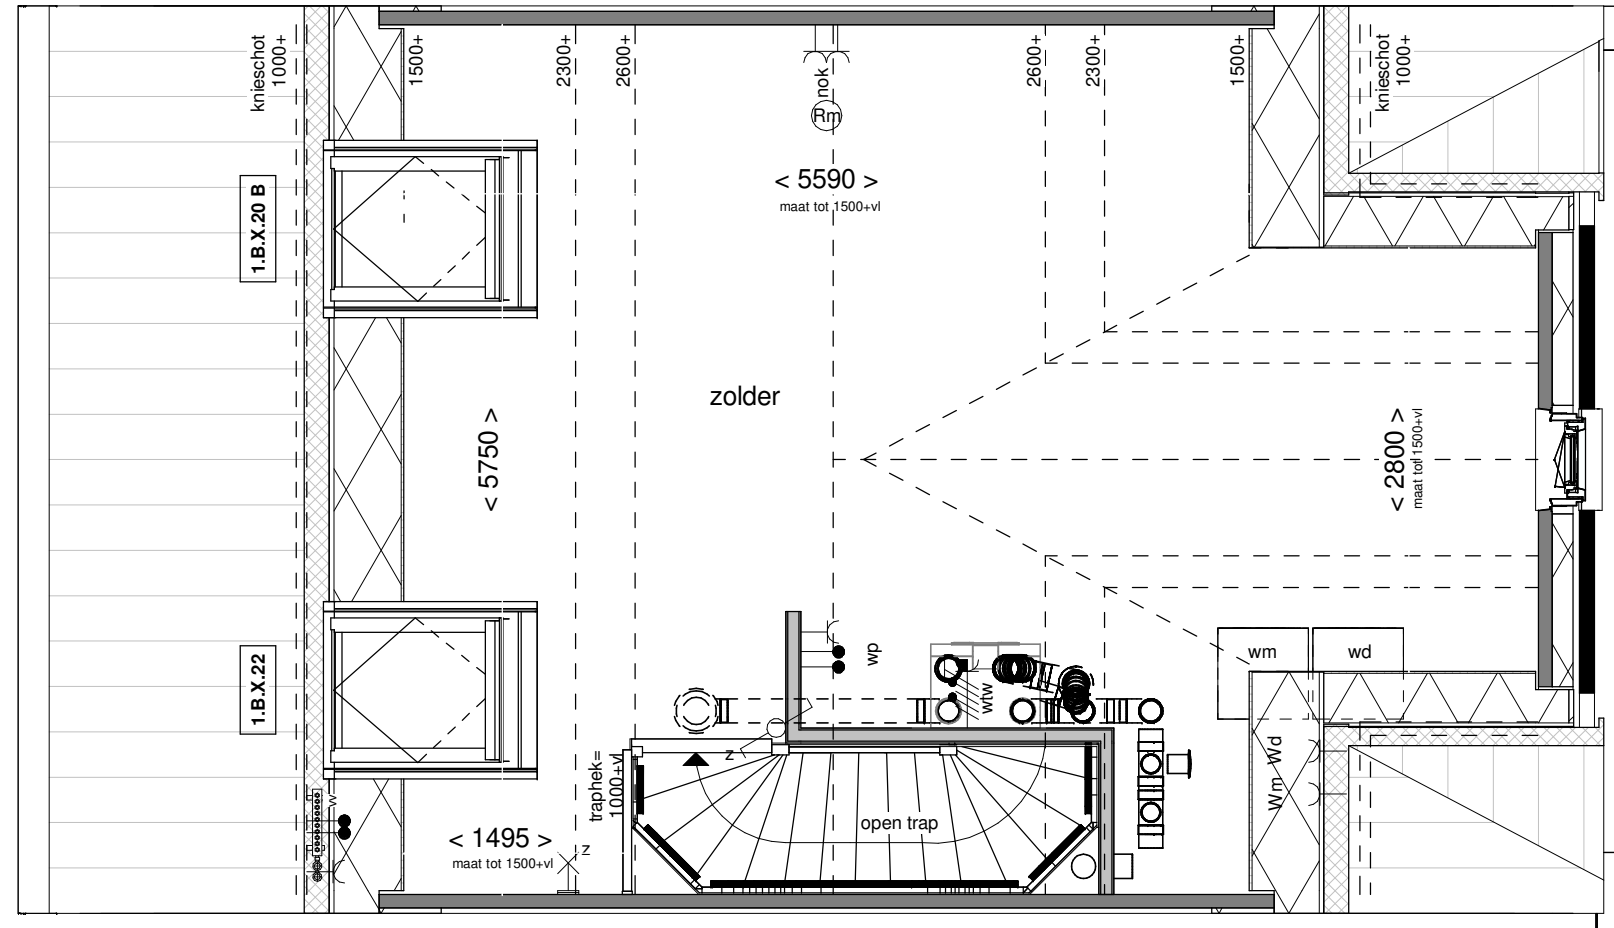 knieschot
1000+
1500+
2300+
2600+
nok
Rm
2600+
2300+
1500+
knieschot
1000+
< 5590 >
maat tot 1500+vl
1.B.X.20 B
zolder
< 5750 >
< 2800 >
maat tot 1500+vl
1.B.X.22
wp
wtw
wm
wd
z
traphek=
1000+vl
open trap
Wm
Wd
w
< 1495 >
maat tot 1500+vl
z